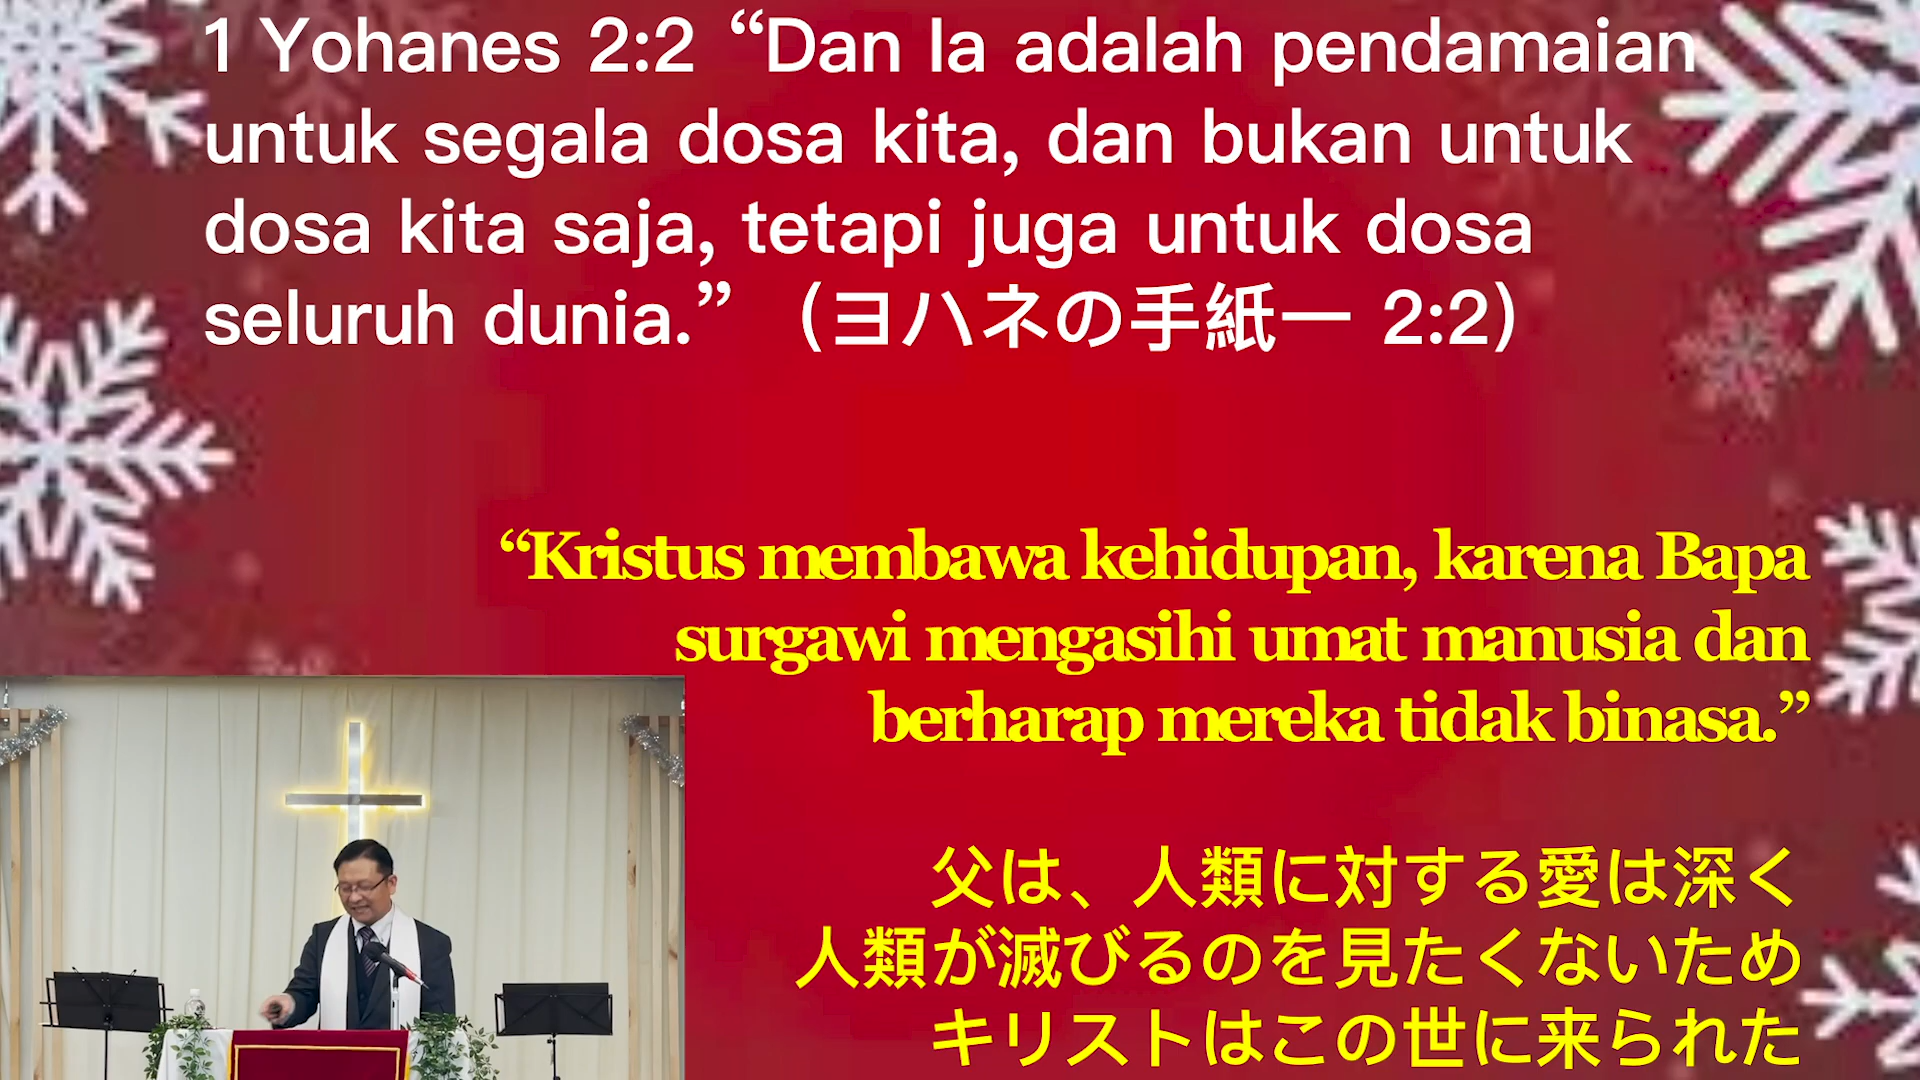 1 Yohanes 2:2 “Dan Ia adalah pendamaian
untuk segala dosa kita, dan bukan untuk
dosa kita saja, tetapi juga untuk dosa
seluruh dunia.” （ヨハネの手紙一 2:2）
“Kristus membawa kehidupan, karena Bapa
surgawi mengasihi umat manusia dan
berharap mereka tidak binasa.”
父は、人類に対する愛は深く
人類が滅びるのを見たくないため
キリストはこの世に来られた